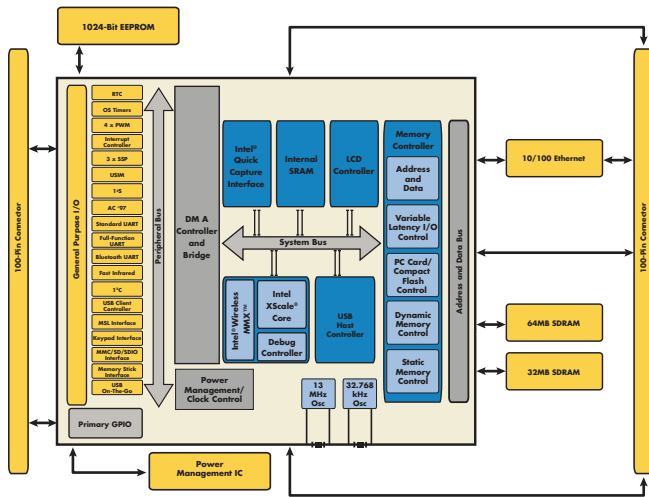 1024-Bit EEPROM
100-Pin Connector
General Purpose I/O
RTC
OS Timers
4 x PWM
Interrupt
Controller
3 x SSP
USIM
I²S
AC '97
Standard UART
Full-Function
UART
Bluetooth UART
Fast Infrared
I²C
USB Client
Controller
MSL Interface
Keypad Interface
MMC/SD/SDIO
Interface
Memory Stick
Interface
USB
On-The-Go
Primary GPIO
Peripheral Bus
DM A
Controller
and
Bridge
Power
Management/
Clock Control
Intel®
Quick
Capture
Interface
Internal
SRAM
LCD
Controller
System Bus
Intel® Wireless
MMX™
Intel
XScale®
Core
Debug
Controller
USB
Host
Controller
13
MHz
Osc
32.768
kHz
Osc
Memory
Controller
Address
and
Data
Variable
Latency I/O
Control
PC Card/
Compact
Flash
Control
Dynamic
Memory
Control
Static
Memory
Control
Address and Data Bus
10/100 Ethernet
64MB SDRAM
32MB SDRAM
100-Pin Connector
Power
Management IC